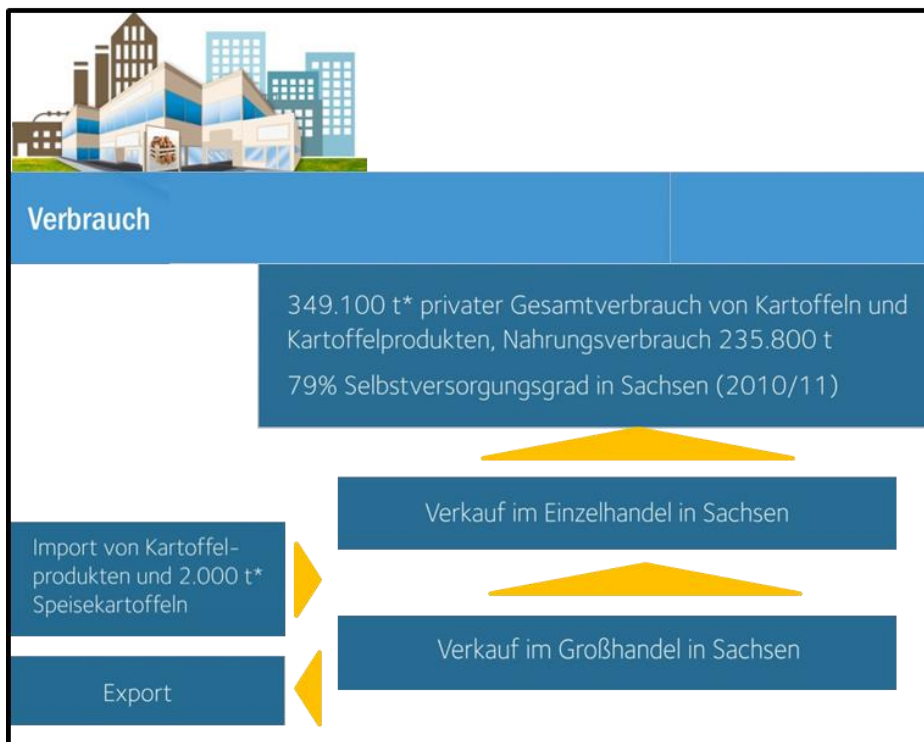 Verbrauch
349.100 t* privater Gesamtverbrauch von Kartoffeln und
Kartoffelprodukten, Nahrungsverbrauch 235.800 t
79% Selbstversorgungsgrad in Sachsen (2010/11)
Verkauf im Einzelhandel in Sachsen
Import von Kartoffel-
produkten und 2.000 t*
Speisekartoffeln
Verkauf im Großhandel in Sachsen
Export